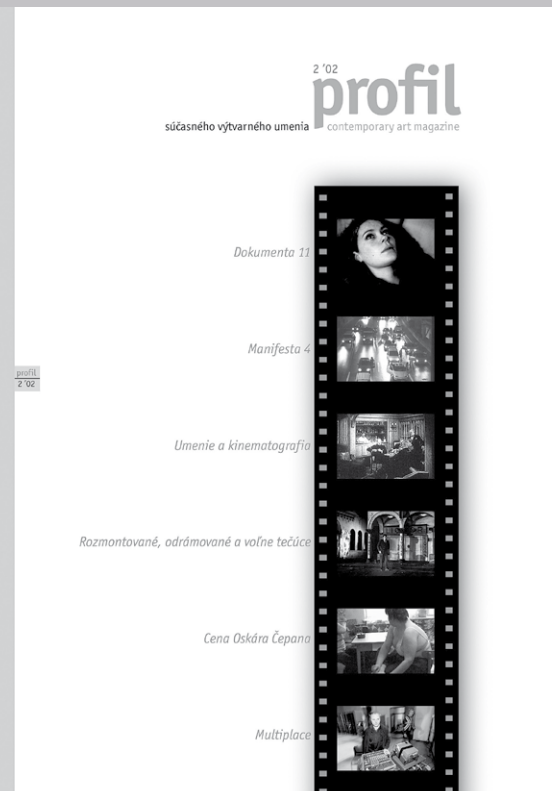 2 '02
profil
súčasného výtvarného umenia
contemporary art magazine
Dokumenta 11
Manifesta 4
profil
2 '02
Umenie a kinematografia
Rozmontované, odrámované a voľne tečúce
Cena Oskára Čepana
Multiplace